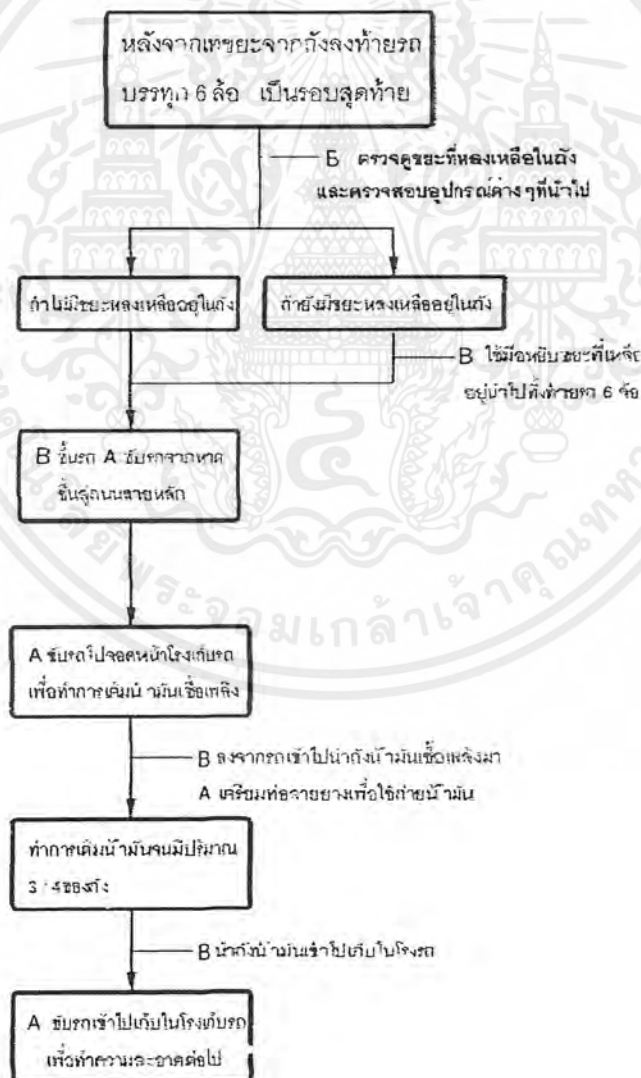 หลังจากเทขยะจากถังลงท้ายรถ
บรรทุก 6 ล้อ เป็นรอบสุดท้าย
B ตรวจดูขยะที่หลงเหลือในถัง
และตรวจสอบอุปกรณ์ต่างๆที่นำไป
ถ้าไม่มีขยะหลงเหลืออยู่ในถัง
ถ้ายังมีขยะหลงเหลืออยู่ในถัง
B ใช้มือหยิบขยะที่เหลือ
อยู่นำไปทิ้งท้ายรถ 6 ล้อ
B ขึ้นรถ A ขับรถจากหาด
ขึ้นสู่ถนนสายหลัก
A ขับรถไปจอดหน้าโรงเก็บรถ
เพื่อทำการเติมน้ำมันเชื้อเพลิง
B ลงจากรถเข้าไปนำถังน้ำมันเชื้อเพลิงมา
A เตรียมท่อสายยางเพื่อใช้ถ่ายน้ำมัน
ทำการเติมน้ำมันจนมีปริมาณ
3/4ของถัง
B นำถังน้ำมันเข้าไปเก็บในโรงรถ
A ขับรถเข้าไปเก็บในโรงเก็บรถ
เพื่อทำความสะอาดต่อไป
พระจอมเกล้าเจ้าคุณทหาร